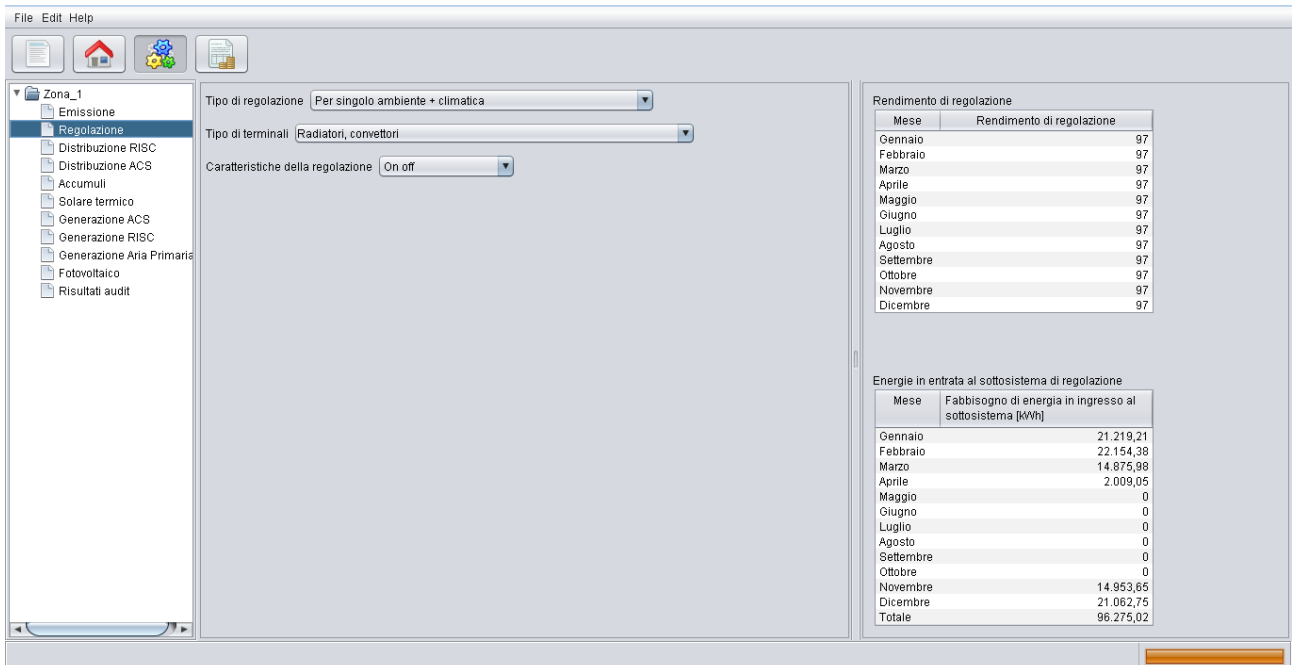 File Edit Help
Zona_1
Emissione
Regolazione
Distribuzione RISC
Distribuzione ACS
Accumuli
Solare termico
Generazione ACS
Generazione RISC
Generazione Aria Primaria
Fotovoltaico
Risultati audit
Tipo di regolazione Per singolo ambiente + climatica
Tipo di terminali Radiatori, convettori
Caratteristiche della regolazione On off
Rendimento di regolazione
Mese Rendimento di regolazione
Gennaio 97
Febbraio 97
Marzo 97
Aprile 97
Maggio 97
Giugno 97
Luglio 97
Agosto 97
Settembre 97
Ottobre 97
Novembre 97
Dicembre 97
Energie in entrata al sottosistema di regolazione
Mese Fabbisogno di energia in ingresso al
sottosistema [kWh]
Gennaio 21.219,21
Febbraio 22.154,38
Marzo 14.875,98
Aprile 2.009,05
Maggio 0
Giugno 0
Luglio 0
Agosto 0
Settembre 0
Ottobre 0
Novembre 14.953,65
Dicembre 21.062,75
Totale 96.275,02